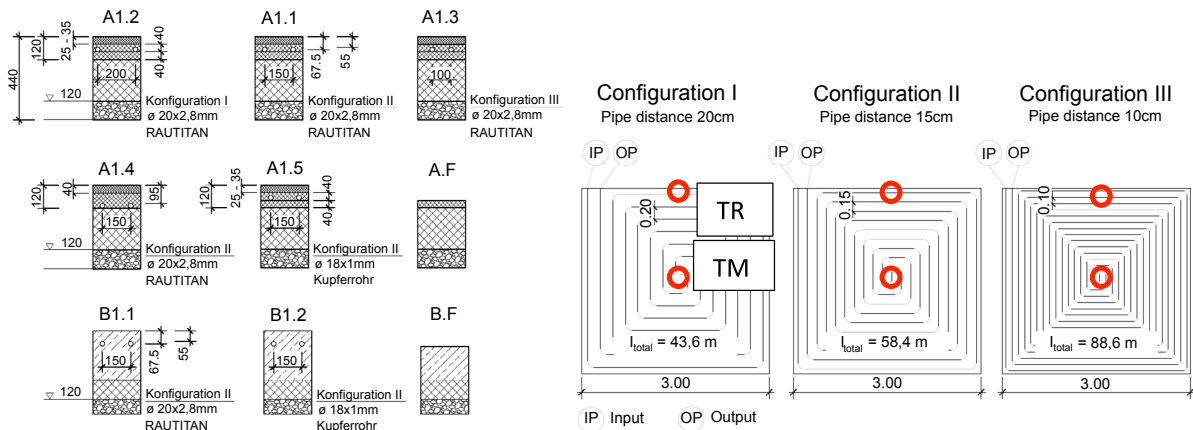 A1.2
A1.1
A1.3
440
120
25 - 35
40
40
200
120
Konfiguration I
ø 20x2,8mm
RAUTITAN
150
67.5
55
Konfiguration II
ø 20x2,8mm
RAUTITAN
100
Konfiguration III
ø 20x2,8mm
RAUTITAN
A1.4
A1.5
A.F
120
40
95
150
120
Konfiguration II
ø 20x2,8mm
RAUTITAN
120
25 - 35
40
40
150
Konfiguration II
ø 18x1mm
Kupferrohr
B1.1
B1.2
B.F
150
67.5
55
120
Konfiguration II
ø 20x2,8mm
RAUTITAN
150
Konfiguration II
ø 18x1mm
Kupferrohr
Configuration I
Pipe distance 20cm
IP
OP
0.20
TR
TM
ltotal = 43,6 m
3.00
Configuration II
Pipe distance 15cm
IP
OP
0.15
ltotal = 58,4 m
3.00
Configuration III
Pipe distance 10cm
IP
OP
0.10
ltotal = 88,6 m
3.00
IP Input
OP Output